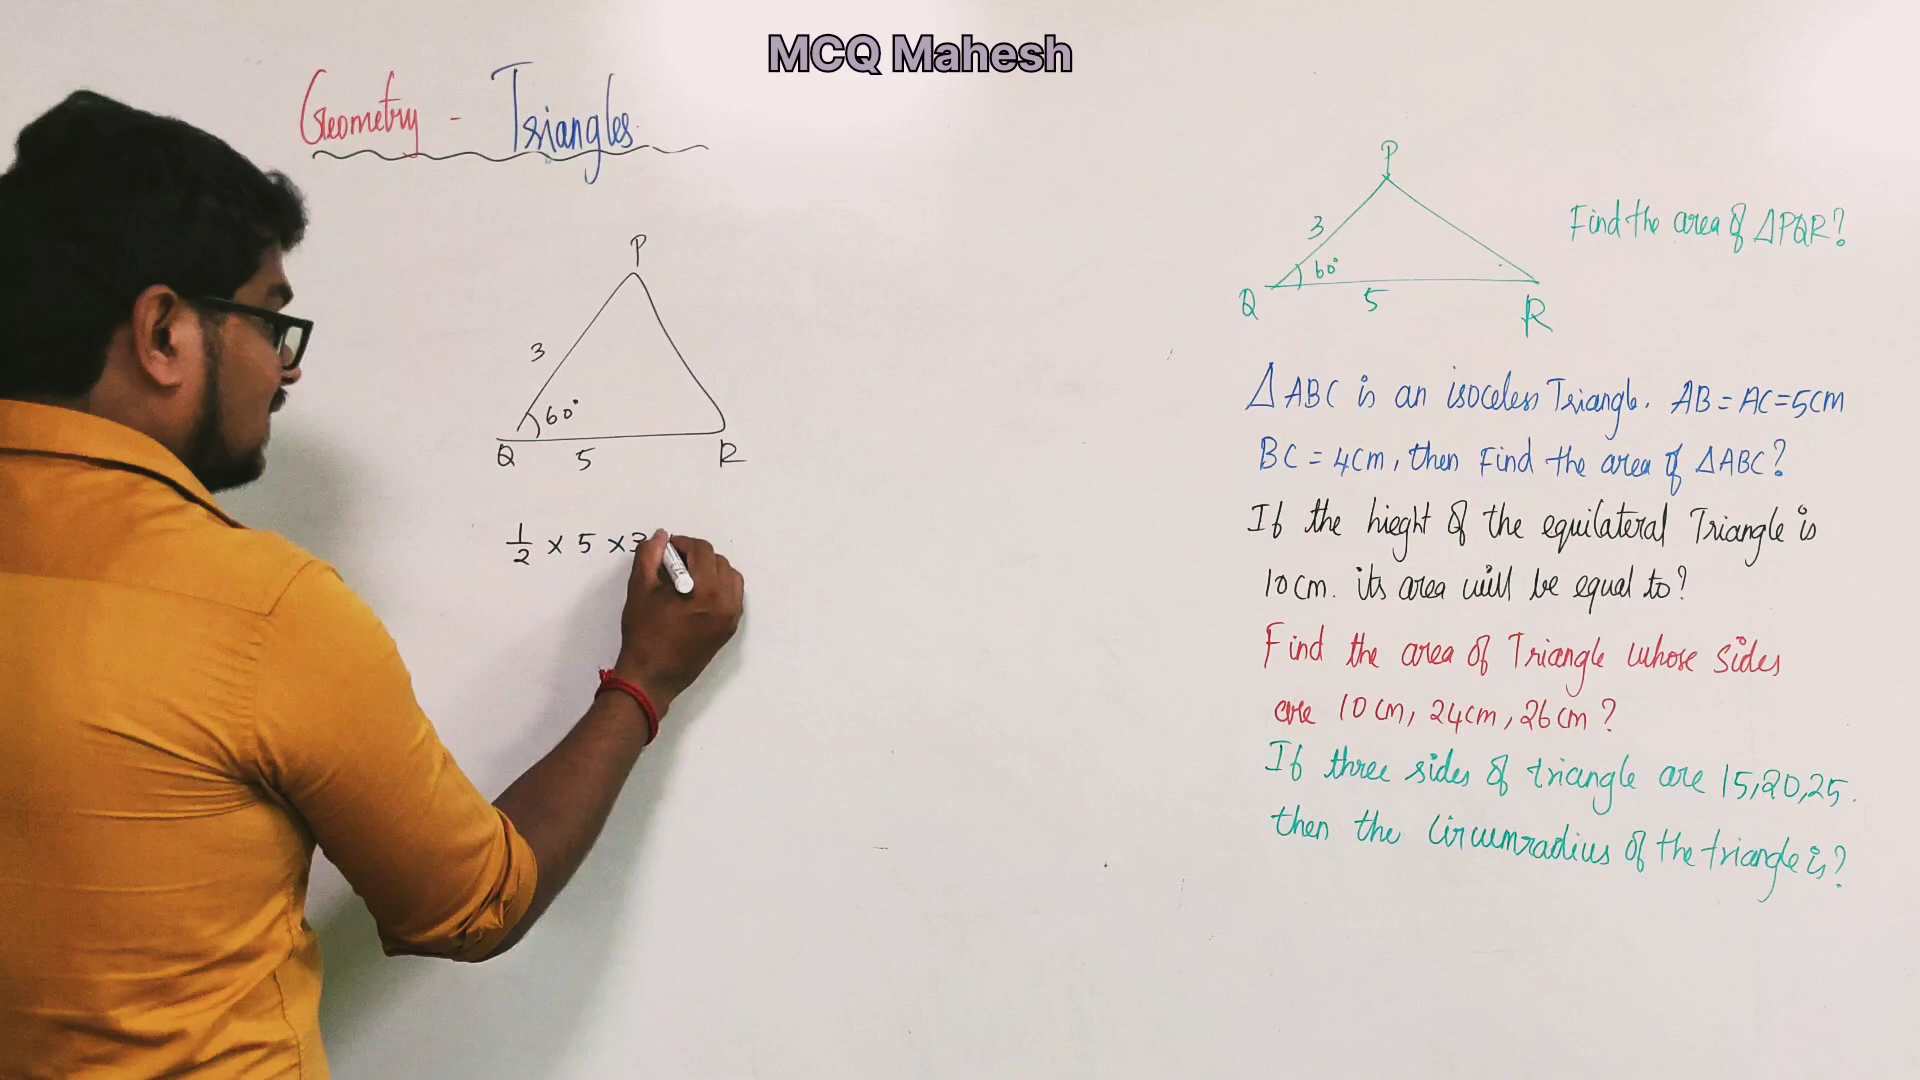 MCQ Mahesh
Geometry - Triangles
P
3
60°
Q 5 R
1/2 × 5 × 3
P
3
60°
Q 5 R
Find the area of ΔPQR?
ΔABC is an isoceless Triangle. AB = AC = 5cm
BC = 4cm, then Find the area of ΔABC?
If the hieght of the equilateral Triangle is
10cm. its area will be equal to?
Find the area of Triangle whose sides
are 10cm, 24cm, 26cm?
If three sides of triangle are 15,20,25.
then the Circumradius of the triangle is?